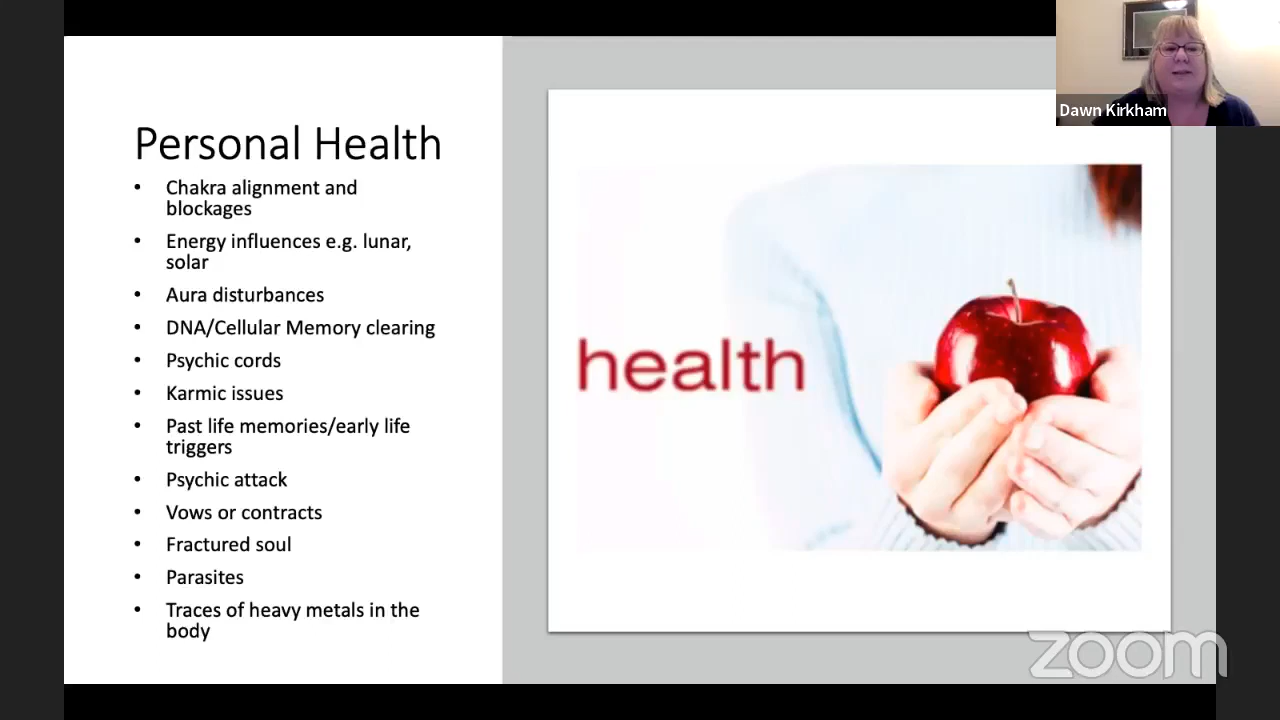 Personal Health
• Chakra alignment and
blockages
• Energy influences e.g. lunar,
solar
• Aura disturbances
• DNA/Cellular Memory clearing
• Psychic cords
• Karmic issues
• Past life memories/early life
triggers
• Psychic attack
• Vows or contracts
• Fractured soul
• Parasites
• Traces of heavy metals in the
body
health
Dawn Kirkham
zoom